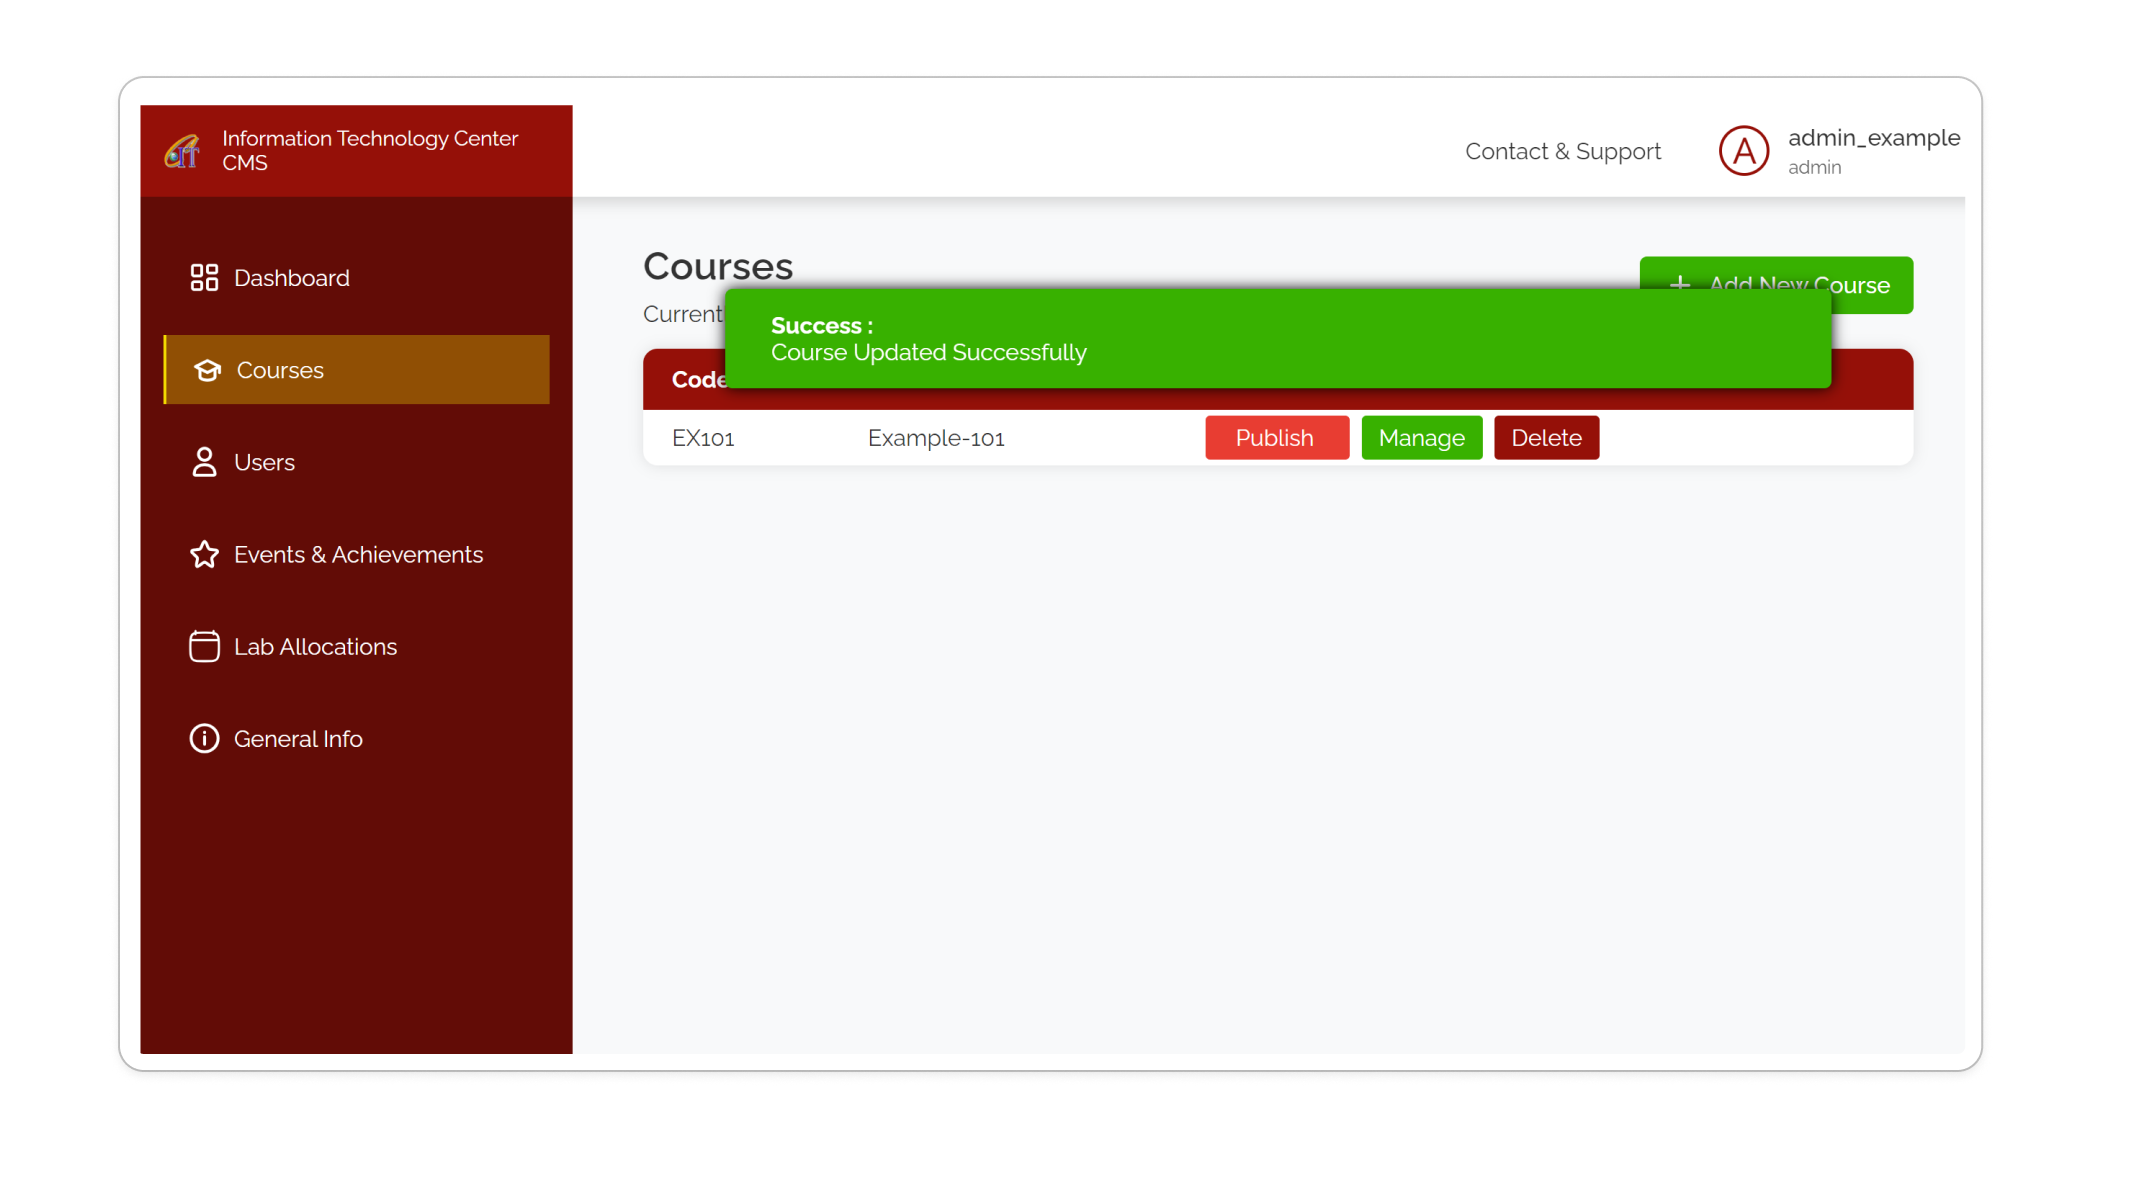 Information Technology Center
CMS
Contact & Support
A
admin_example
admin
Dashboard
Courses
Users
Events & Achievements
Lab Allocations
General Info
Courses
Add New Course
Current
Success :
Course Updated Successfully
Code
EX101 Example-101 Publish Manage Delete